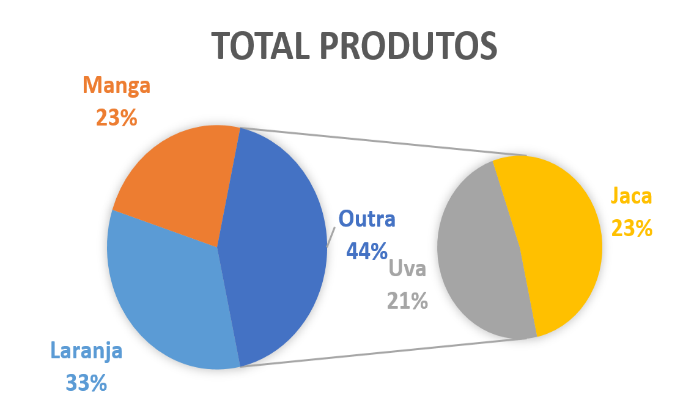 TOTAL PRODUTOS
Manga
23%
Laranja
33%
Outra
44%
Uva
21%
Jaca
23%